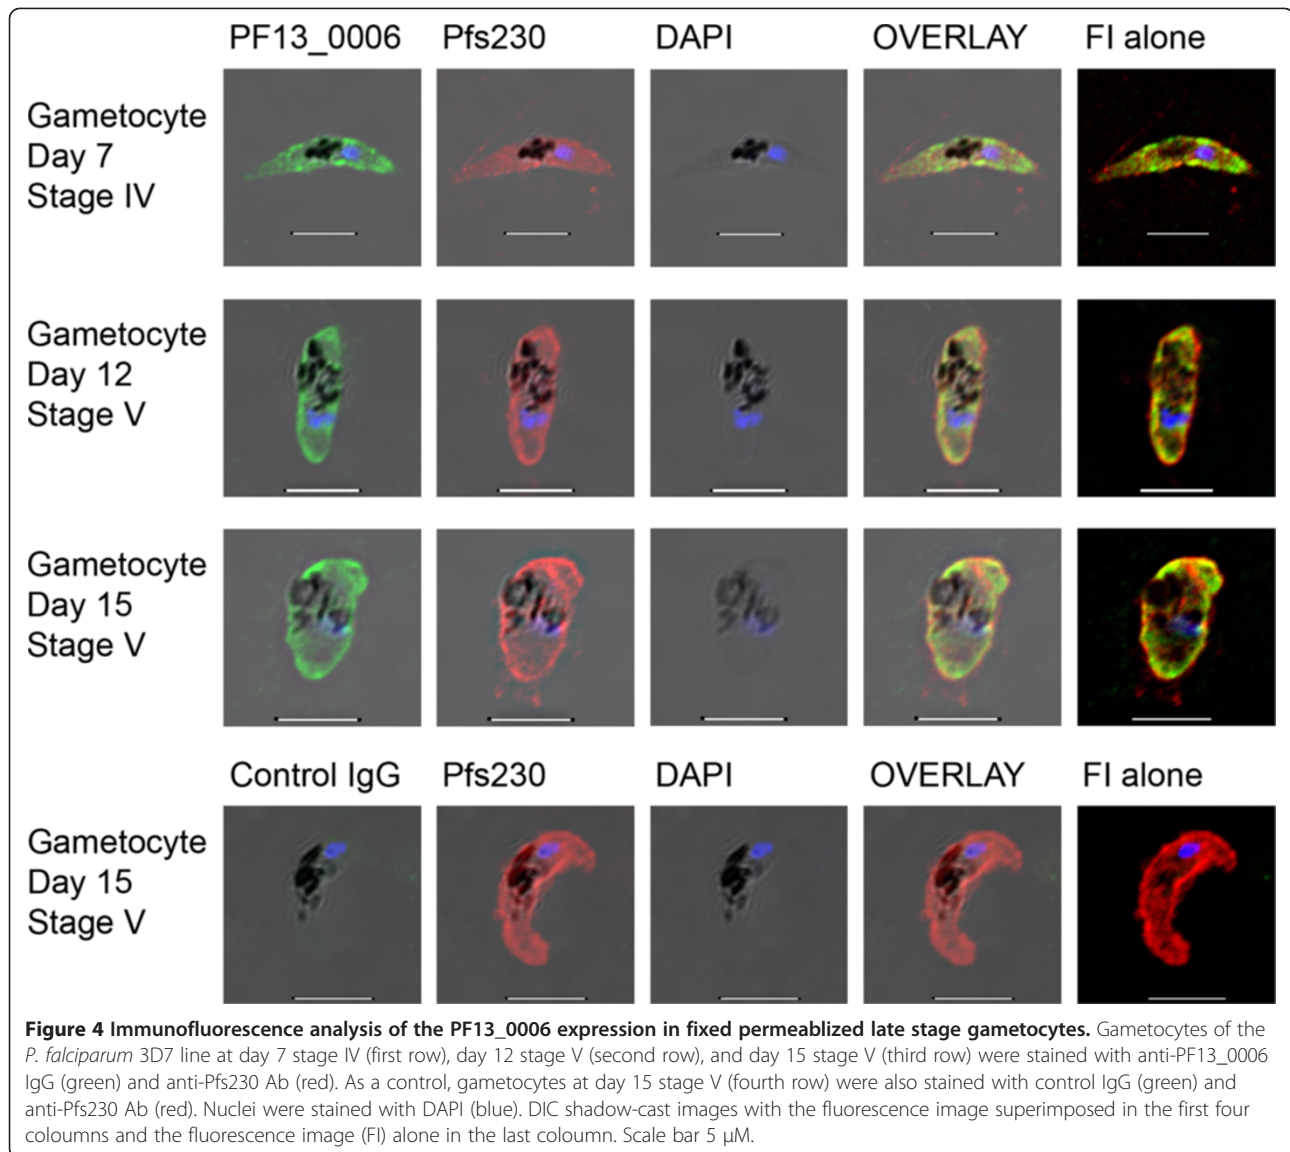 PF13_0006 Pfs230 DAPI OVERLAY FI alone
Gametocyte
Day 7
Stage IV
Gametocyte
Day 12
Stage V
Gametocyte
Day 15
Stage V
Control IgG Pfs230 DAPI OVERLAY FI alone
Gametocyte
Day 15
Stage V
Figure 4 Immunofluorescence analysis of the PF13_0006 expression in fixed permeablized late stage gametocytes. Gametocytes of the
P. falciparum 3D7 line at day 7 stage IV (first row), day 12 stage V (second row), and day 15 stage V (third row) were stained with anti-PF13_0006
IgG (green) and anti-Pfs230 Ab (red). As a control, gametocytes at day 15 stage V (fourth row) were also stained with control IgG (green) and
anti-Pfs230 Ab (red). Nuclei were stained with DAPI (blue). DIC shadow-cast images with the fluorescence image superimposed in the first four
coloumns and the fluorescence image (FI) alone in the last coloumn. Scale bar 5 μM.